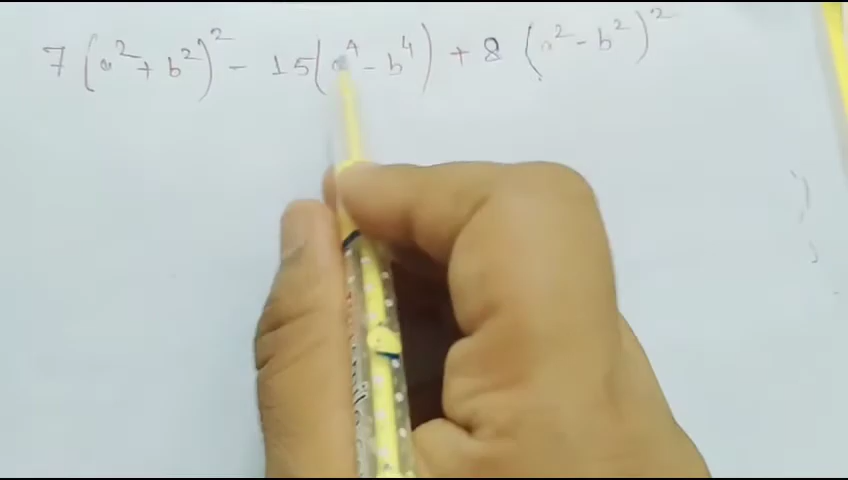 7(a²+b²)² - 15(a⁴-b⁴) + 8(a²-b²)²